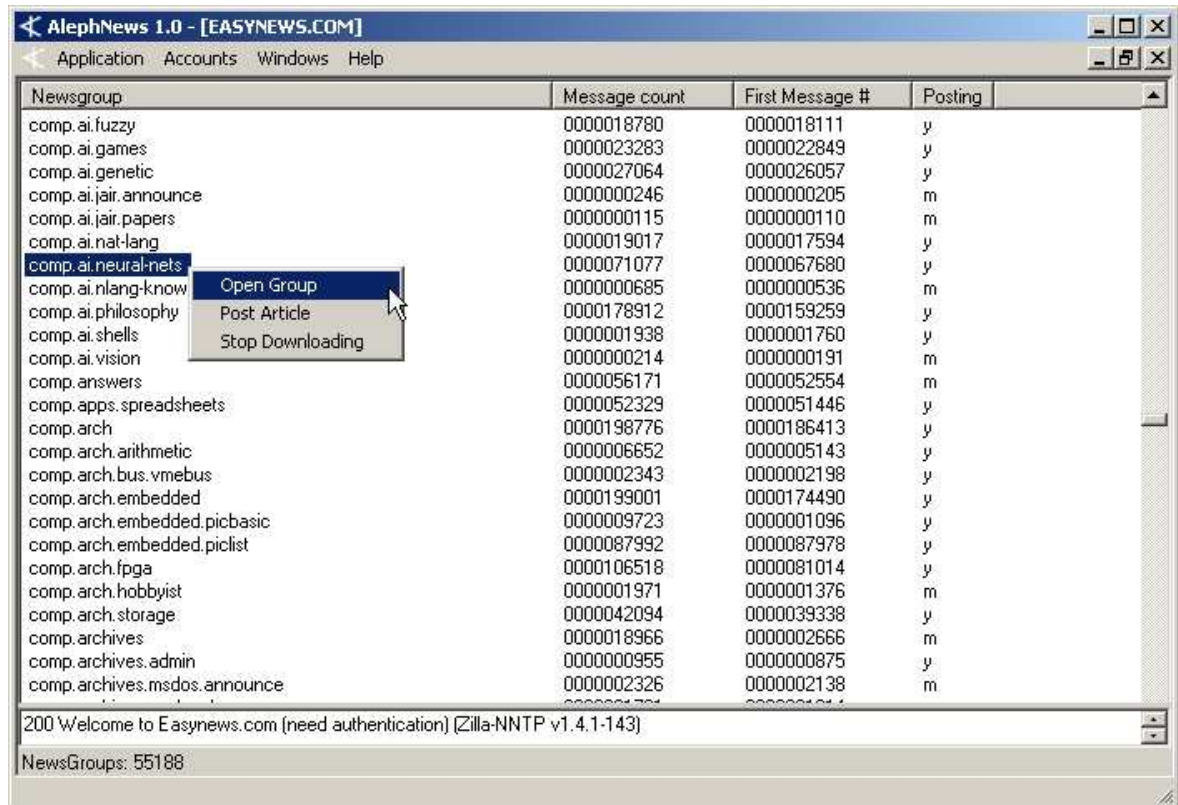 AlephNews 1.0 - [EASYNEWS.COM]
Application Accounts Windows Help
Newsgroup Message count First Message # Posting
comp.ai.fuzzy 0000018780 0000018111 y
comp.ai.games 0000023283 0000022849 y
comp.ai.genetic 0000027064 0000026057 y
comp.ai.jair.announce 0000000246 0000000205 m
comp.ai.jair.papers 0000000115 0000000110 m
comp.ai.nat-lang 0000019017 0000017594 y
comp.ai.neural-nets 0000071077 0000067680 y
comp.ai.nlang-know Open Group 0000000685 0000000536 m
comp.ai.philosophy Post Article 0000178912 0000159259 y
comp.ai.shells Stop Downloading 0000001938 0000001760 y
comp.ai.vision 0000000214 0000000191 m
comp.answers 0000056171 0000052554 m
comp.apps.spreadsheets 0000052329 0000051446 y
comp.arch 0000198776 0000186413 y
comp.arch.arithmetic 0000006652 0000005143 y
comp.arch.bus.vmebus 0000002343 0000002198 y
comp.arch.embedded 0000199001 0000174490 y
comp.arch.embedded.picbasic 0000009723 0000001096 y
comp.arch.embedded.piclist 0000087992 0000087978 y
comp.arch.fpga 0000106518 0000081014 y
comp.arch.hobbyist 0000001971 0000001376 m
comp.arch.storage 0000042094 0000039338 y
comp.archives 0000018966 0000002666 m
comp.archives.admin 0000000955 0000000875 y
comp.archives.msdos.announce 0000002326 0000002138 m
200 Welcome to Easynews.com (need authentication) (Zilla-NNTP v1.4.1-143)
NewsGroups: 55188